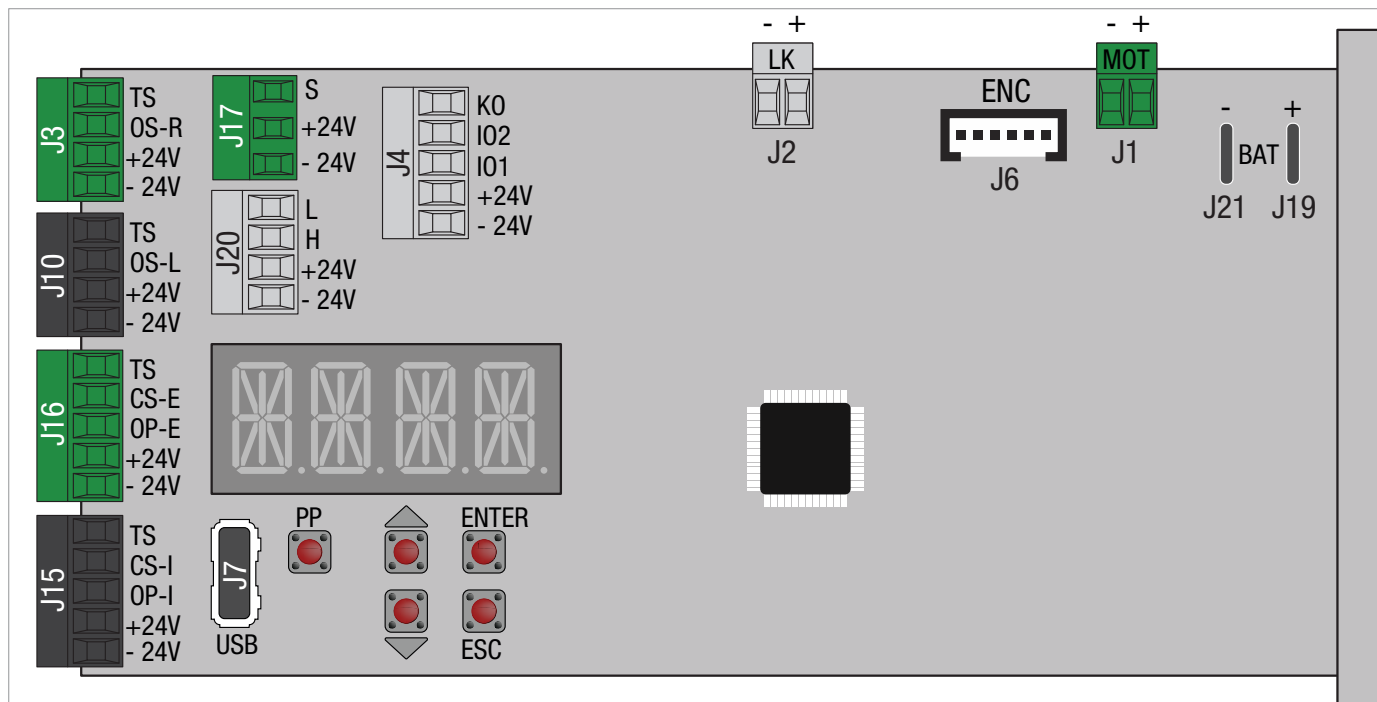 - +
LK
J2
ENC
J6
- +
MOT
J1
- +
BAT
J21 J19
J3
TS
OS-R
+24V
- 24V
J17
S
+24V
- 24V
J4
KO
IO2
IO1
+24V
- 24V
J10
TS
OS-L
+24V
- 24V
J20
L
H
+24V
- 24V
J16
TS
CS-E
OP-E
+24V
- 24V
J15
TS
CS-I
OP-I
+24V
- 24V
J7
USB
PP
ENTER
ESC